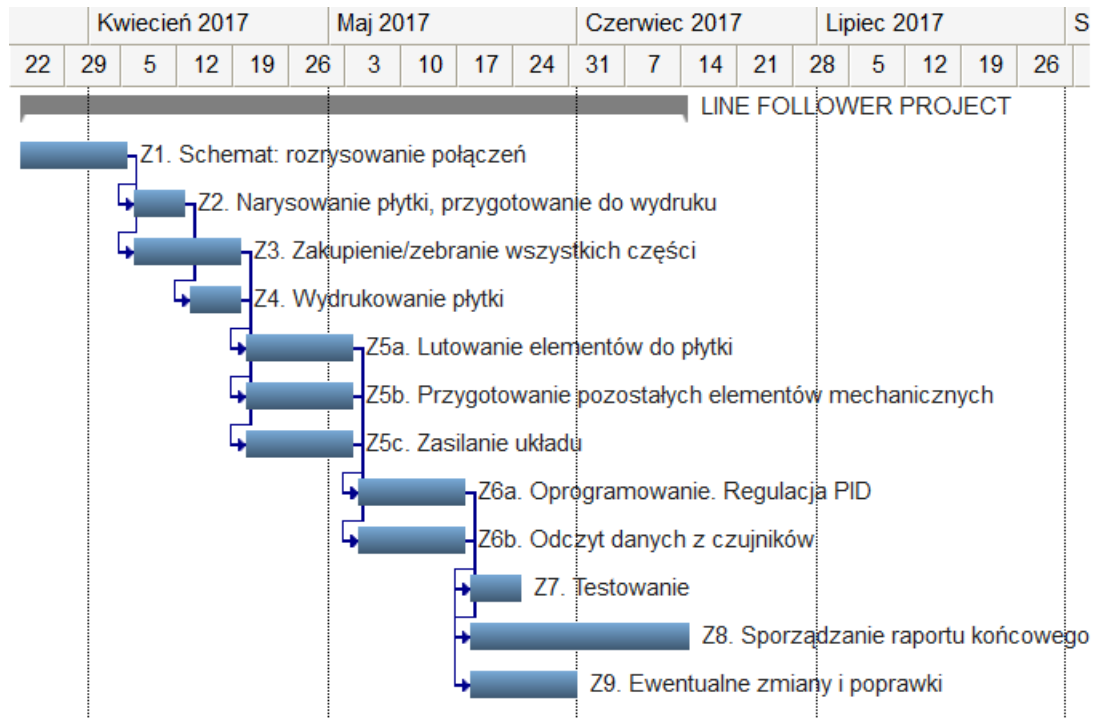 Kwiecień 2017 Maj 2017 Czerwiec 2017 Lipiec 2017 S
22 29 5 12 19 26 3 10 17 24 31 7 14 21 28 5 12 19 26
LINE FOLLOWER PROJECT
Z1. Schemat: rozrysowanie połączeń
Z2. Narysowanie płytki, przygotowanie do wydruku
Z3. Zakupienie/zebranie wszystkich części
Z4. Wydrukowanie płytki
Z5a. Lutowanie elementów do płytki
Z5b. Przygotowanie pozostałych elementów mechanicznych
Z5c. Zasilanie układu
Z6a. Oprogramowanie. Regulacja PID
Z6b. Odczyt danych z czujników
Z7. Testowanie
Z8. Sporządzanie raportu końcowego
Z9. Ewentualne zmiany i poprawki